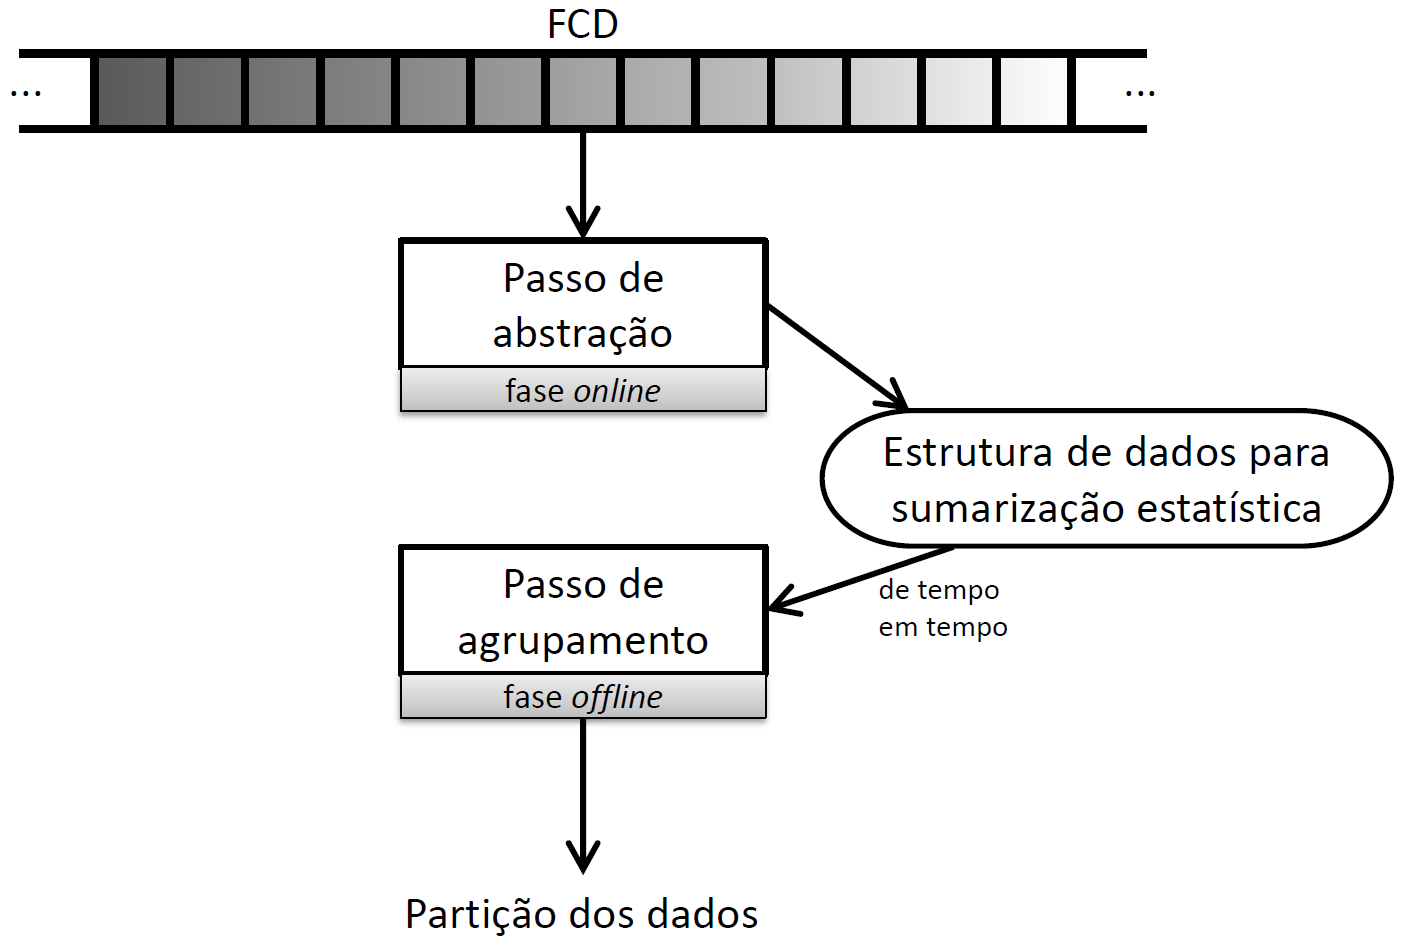 FCD
... ...
Passo de
abstração
fase online
Estrutura de dados para
sumarização estatística
de tempo
em tempo
Passo de
agrupamento
fase offline
Partição dos dados